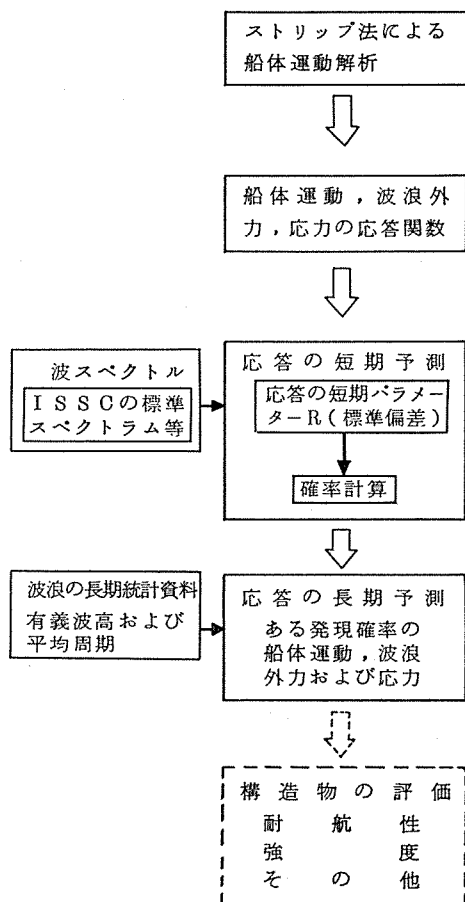 ストリップ法による
船体運動解析
船体運動，波浪外
力，応力の応答関数
波スペクトル
ISSCの標準
スペクトラム等
応答の短期予測
応答の短期パラメー
ターR（標準偏差）
確率計算
波浪の長期統計資料
有義波高および
平均周期
応答の長期予測
ある発現確率の
船体運動，波浪
外力および応力
構造物の評価
耐航性
強度
その他